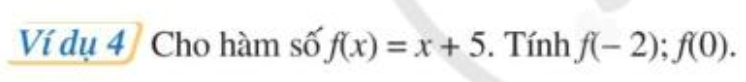 Ví dụ 4 Cho hàm số f(x) = x + 5. Tính f(− 2); f(0).